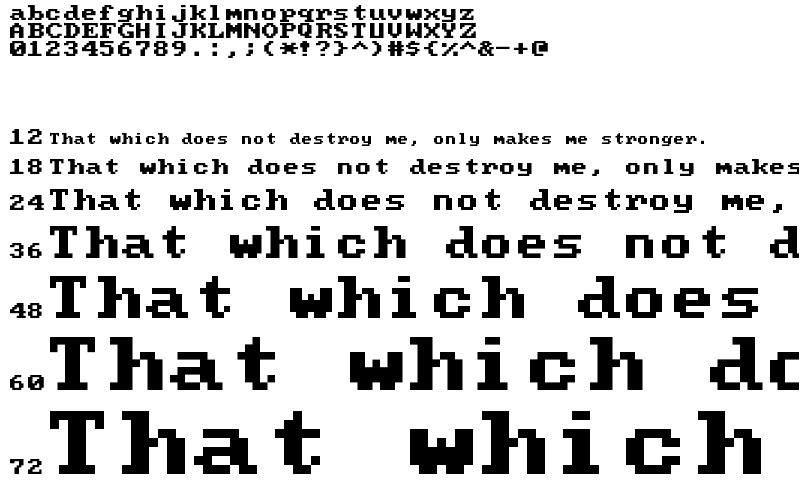 abcdefghijklmnopqrstuvwxyz
ABCDEFGHIJKLMNOPQRSTUVWXYZ
0123456789.:,;(*!?}^)#${%^&-+@
12 That which does not destroy me, only makes me stronger.
18 That which does not destroy me, only makes
24 That which does not destroy me,
36 That which does not d
48 That which does
60 That which do
72 That which